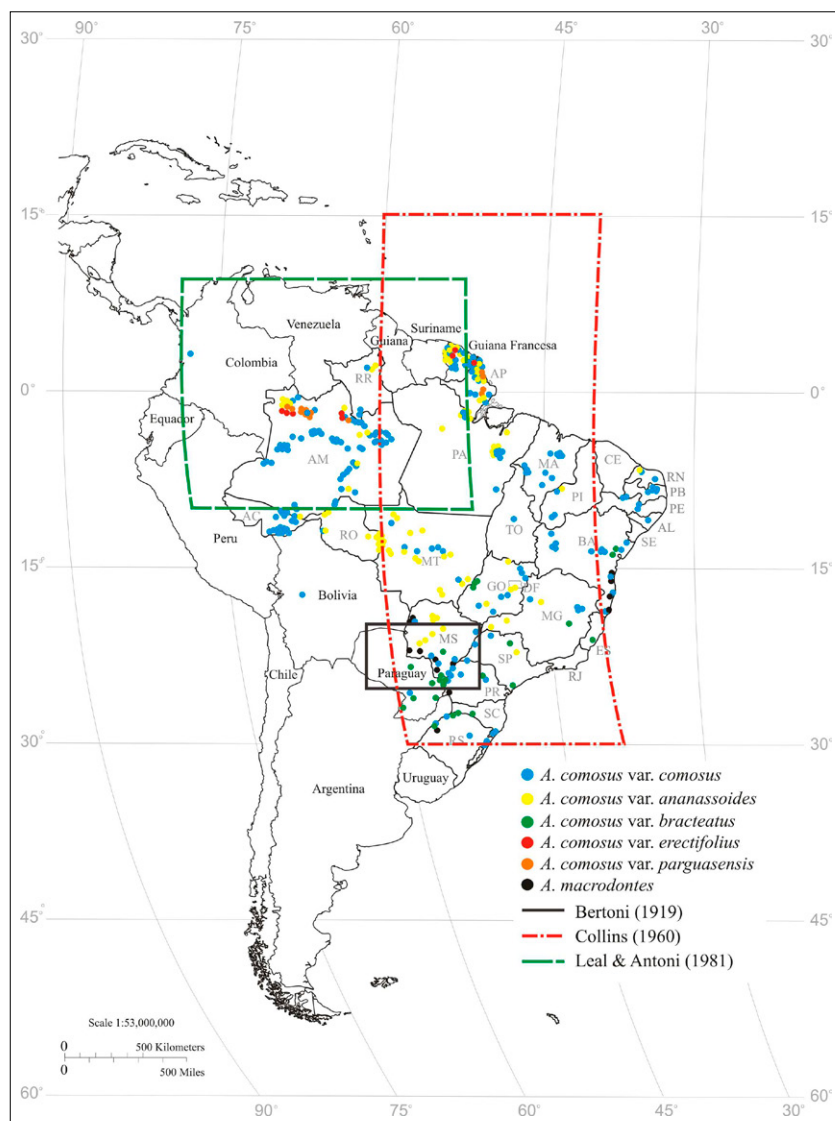 90° 75° 60° 45° 30°
30° 30°
15° 15°
Venezuela
Suriname
Guiana
Guiana Francesa
Colombia
RR
AP
0° 0°
Equador
AM
PA
MA
CE
RN
PB
PI
PE
AC
AL
TO
SE
Peru
RO
BA
MT
15° 15°
Bolivia
GO
DF
MG
MS
ES
SP
Paraguay
RJ
Chile
PR
SC
RS
30° 30°
Uruguay
Argentina
A. comosus var. comosus
A. comosus var. ananassoides
A. comosus var. bracteatus
A. comosus var. erectifolius
A. comosus var. parguasensis
A. macrodontes
Bertoni (1919)
45° 45°
Collins (1960)
Leal & Antoni (1981)
Scale 1:53,000,000
0 500 Kilometers
0 500 Miles
60° 60°
90° 75° 60° 45° 30°